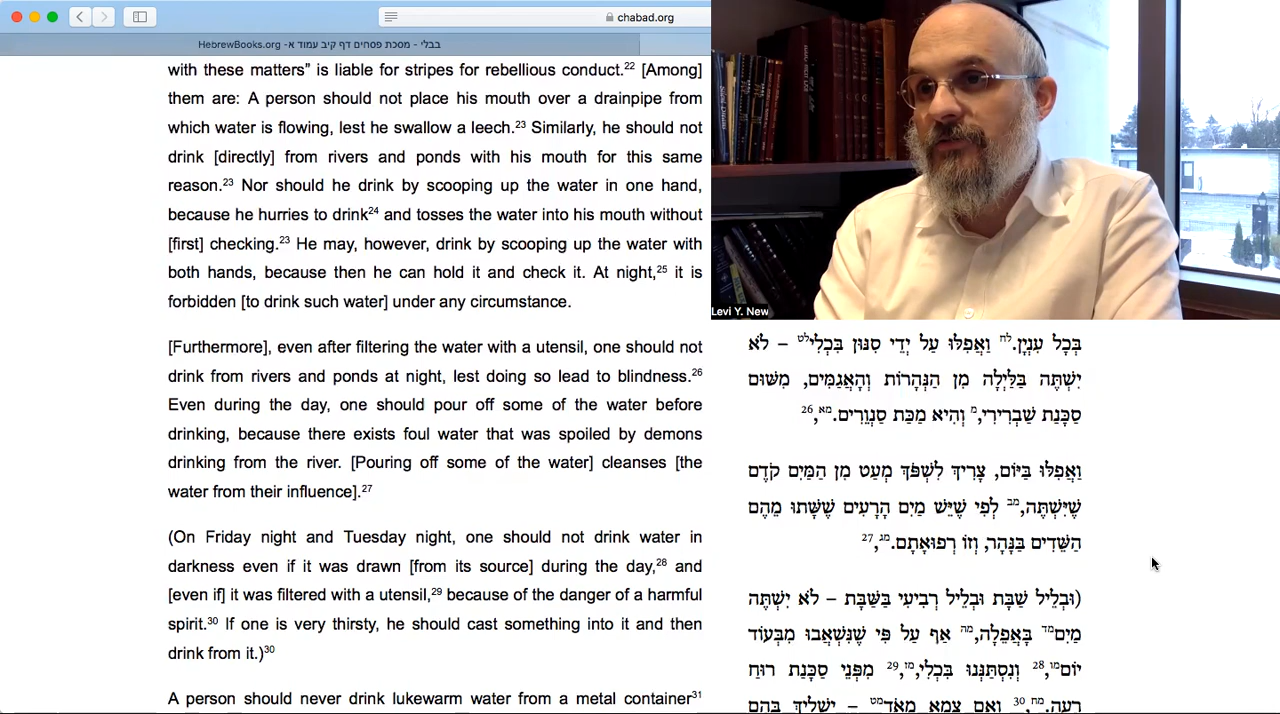 chabad.org
HebrewBooks.org -בבלי - מסכת פסחים דף קיב עמוד א
with these matters” is liable for stripes for rebellious conduct.22 [Among]
them are: A person should not place his mouth over a drainpipe from
which water is flowing, lest he swallow a leech.23 Similarly, he should not
drink [directly] from rivers and ponds with his mouth for this same
reason.23 Nor should he drink by scooping up the water in one hand,
because he hurries to drink24 and tosses the water into his mouth without
[first] checking.23 He may, however, drink by scooping up the water with
both hands, because then he can hold it and check it. At night,25 it is
forbidden [to drink such water] under any circumstance.
[Furthermore], even after filtering the water with a utensil, one should not
drink from rivers and ponds at night, lest doing so lead to blindness.26
Even during the day, one should pour off some of the water before
drinking, because there exists foul water that was spoiled by demons
drinking from the river. [Pouring off some of the water] cleanses [the
water from their influence].27
(On Friday night and Tuesday night, one should not drink water in
darkness even if it was drawn [from its source] during the day,28 and
[even if] it was filtered with a utensil,29 because of the danger of a harmful
spirit.30 If one is very thirsty, he should cast something into it and then
drink from it.)30
A person should never drink lukewarm water from a metal container31
Levi Y. New
בְּכָל עִנְיָן.לח וַאֲפִלּוּ עַל יְדֵי סִנּוּן בִּכְלִילט – לֹא
יִשְׁתֶּה בַּלַּיְלָה מִן הַנְּהָרוֹת וְהָאֲגַמִּים, מִשּׁוּם
סַכָּנַת שַׁבְרִירִי,מ וְהִיא מַכַּת סַנְוֵרִים.מא,26
וַאֲפִלּוּ בַּיּוֹם, צָרִיךְ לִשְׁפֹּךְ מְעַט מִן הַמַּיִם קֹדֶם
שֶׁיִּשְׁתֶּה,מב לְפִי שֶׁיֵּשׁ מַיִם הָרָעִים שֶׁשָּׁתוּ מֵהֶם
הַשֵּׁדִים בַּנָּהָר, וְזוֹ רְפוּאָתָם.מג,27
(וּבְלֵיל שַׁבָּת וּבְלֵיל רְבִיעִי בַּשַּׁבָּת – לֹא יִשְׁתֶּה
מַיִםמד בָּאֲפֵלָה,מה אַף עַל פִּי שֶׁנִּשְׁאֲבוּ מִבְּעוֹד
יוֹםמו,28 וְנִסְתַּנְּנוּ בִּכְלִי,מז,29 מִפְּנֵי סַכָּנַת רוּחַ
רָעָה.מח,30 וְאִם צָמֵא מְאֹדמט – יַשְׁלִיךְ בָּהֶם